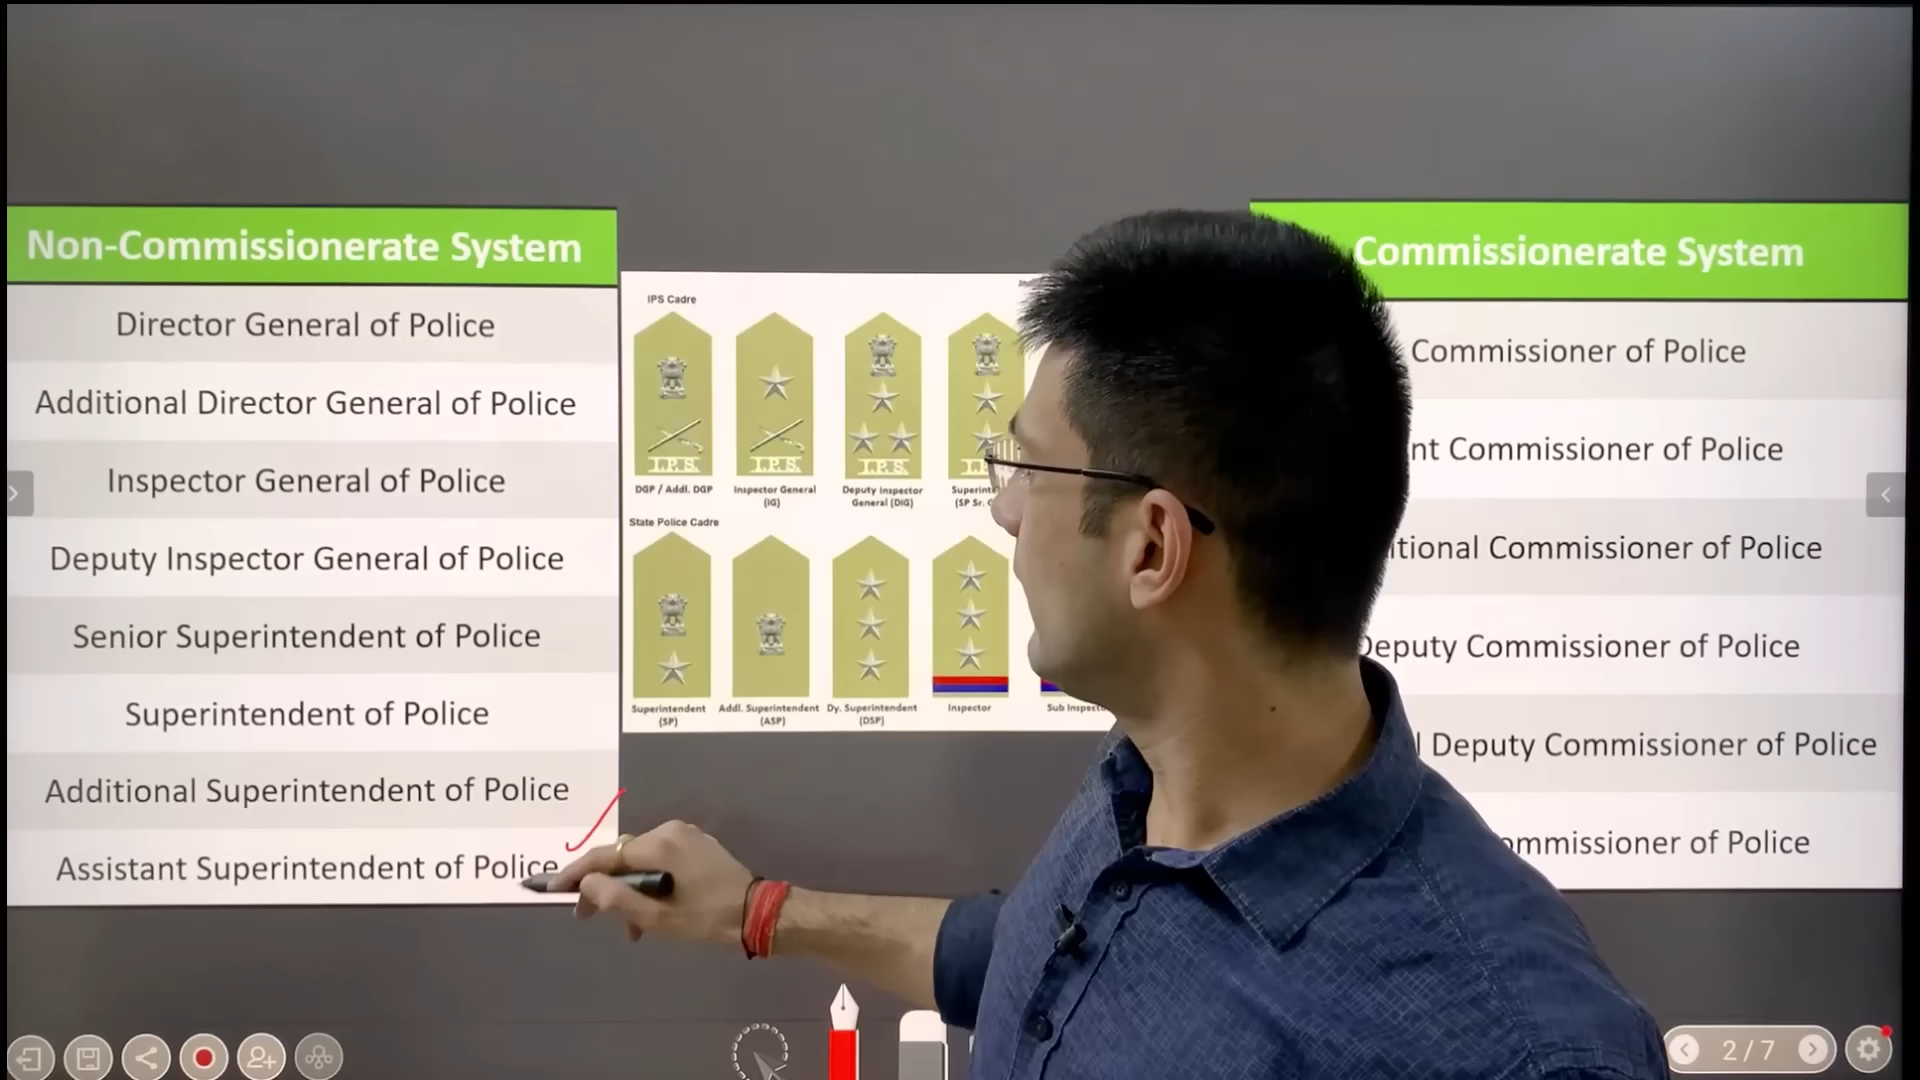 Non-Commissionerate System
Director General of Police
Additional Director General of Police
Inspector General of Police
Deputy Inspector General of Police
Senior Superintendent of Police
Superintendent of Police
Additional Superintendent of Police
Assistant Superintendent of Police
IPS Cadre
I.P.S.
I.P.S.
I.P.S.
DGP / Addl. DGP
Inspector General
(IG)
Deputy Inspector
General (DIG)
(SP Sr.
State Police Cadre
Superintendent
(SP)
Addl. Superintendent
(ASP)
Dy. Superintendent
(DSP)
Inspector
Sub
Commissionerate System
Commissioner of Police
Commissioner of Police
Commissioner of Police
Deputy Commissioner of Police
Deputy Commissioner of Police
of Police
2/7